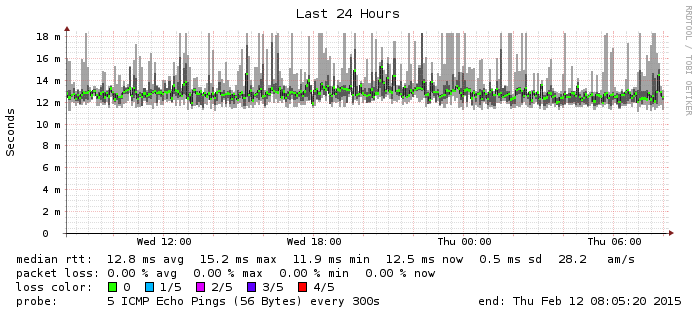 Last 24 Hours
RRDTOOL / TOBI OETIKER
Seconds
18 m
16 m
14 m
12 m
10 m
8 m
6 m
4 m
2 m
0
Wed 12:00 Wed 18:00 Thu 00:00 Thu 06:00
median rtt: 12.8 ms avg 15.2 ms max 11.9 ms min 12.5 ms now 0.5 ms sd 28.2 am/s
packet loss: 0.00 % avg 0.00 % max 0.00 % min 0.00 % now
loss color: 0 1/5 2/5 3/5 4/5
probe: 5 ICMP Echo Pings (56 Bytes) every 300s end: Thu Feb 12 08:05:20 2015